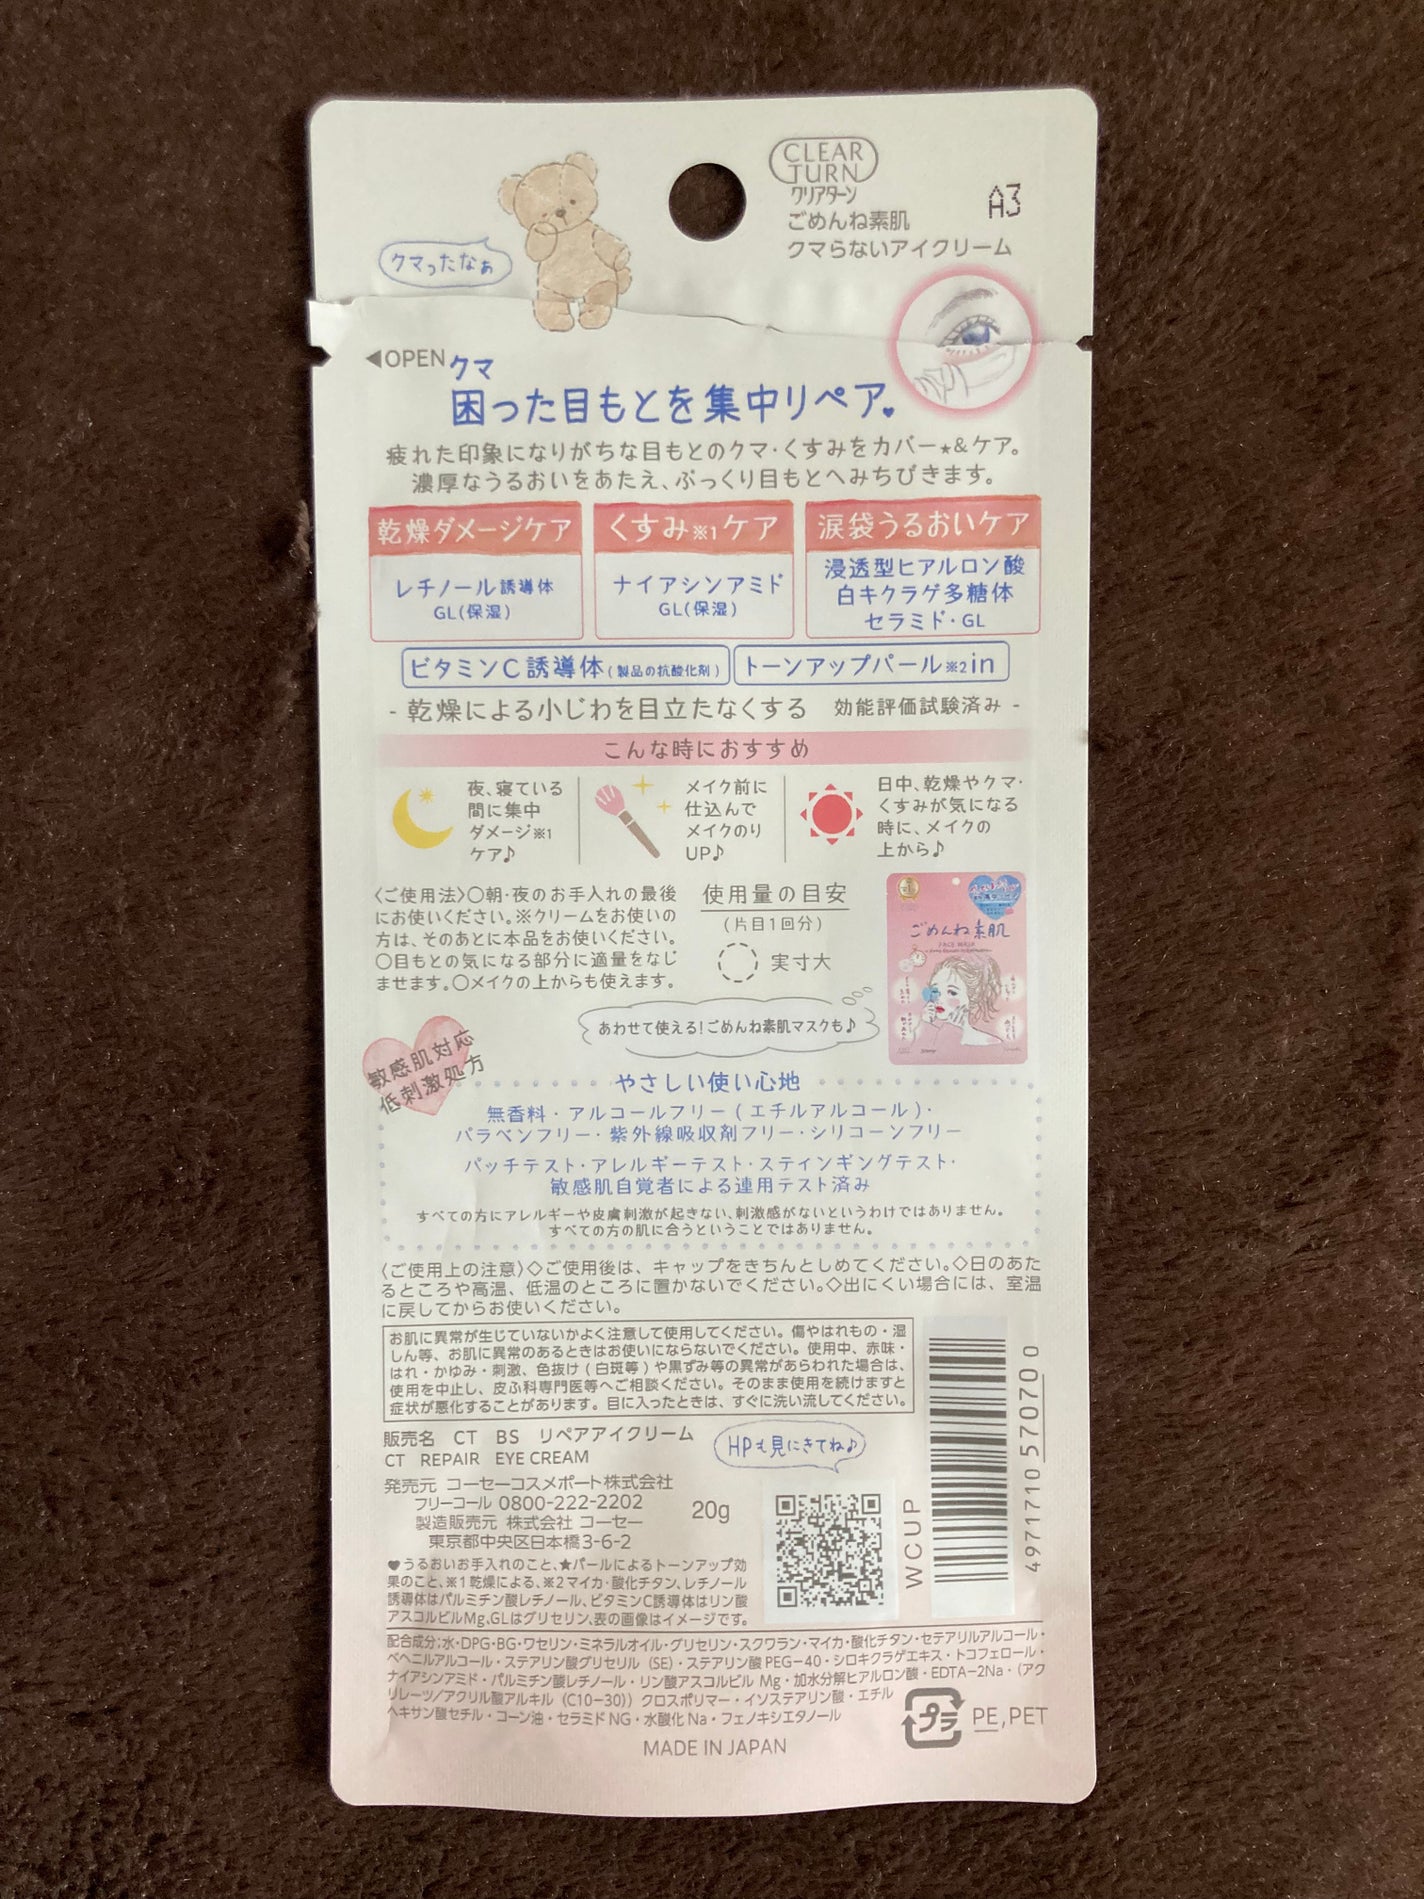 CLEAR
TURN
クリアターン
ごめんね素肌
クマらないアイクリーム
A3
クマったなぁ
◀OPEN
クマ
困った目もとを集中リペア♥
疲れた印象になりがちな目もとのクマ・くすみをカバー★&ケア。
濃厚なうるおいをあたえ、ぷっくり目もとへみちびきます。
乾燥ダメージケア
レチノール誘導体
GL(保湿)
くすみ※1ケア
ナイアシンアミド
GL(保湿)
涙袋うるおいケア
浸透型ヒアルロン酸
白キクラゲ多糖体
セラミド・GL
ビタミンC誘導体(製品の抗酸化剤)
トーンアップパール※2in
- 乾燥による小じわを目立たなくする 効能評価試験済み -
こんな時におすすめ
夜、寝ている
間に集中
ダメージ※1
ケア♪
メイク前に
仕込んで
メイクのり
UP♪
日中、乾燥やクマ・
くすみが気になる
時に、メイクの
上から♪
〈ご使用法〉○朝・夜のお手入れの最後
にお使いください。※クリームをお使いの
方は、そのあとに本品をお使いください。
○目もとの気になる部分に適量をなじ
ませます。○メイクの上からも使えます。
使用量の目安
(片目1回分)
実寸大
ごめんね素肌
FACE MASK
あわせて使える!ごめんね素肌マスクも♪
敏感肌対応
低刺激処方
やさしい使い心地
無香料・アルコールフリー(エチルアルコール)・
パラベンフリー・紫外線吸収剤フリー・シリコーンフリー
パッチテスト・アレルギーテスト・スティンギングテスト・
敏感肌自覚者による連用テスト済み
すべての方にアレルギーや皮膚刺激が起きない、刺激感がないというわけではありません。
すべての方の肌に合うということではありません。
〈ご使用上の注意〉◇ご使用後は、キャップをきちんとしめてください。◇日のあた
るところや高温、低温のところに置かないでください。◇出にくい場合には、室温
に戻してからお使いください。
お肌に異常が生じていないかよく注意して使用してください。傷やはれもの・湿
しん等、お肌に異常のあるときはお使いにならないでください。使用中、赤味・
はれ・かゆみ・刺激、色抜け(白斑等)や黒ずみ等の異常があらわれた場合は、
使用を中止し、皮ふ科専門医等へご相談ください。そのまま使用を続けますと
症状が悪化することがあります。目に入ったときは、すぐに洗い流してください。
販売名 CT BS リペアアイクリーム
CT REPAIR EYE CREAM
発売元 コーセーコスメポート株式会社
フリーコール 0800-222-2202
製造販売元 株式会社 コーセー
東京都中央区日本橋3-6-2
20g
HPも見にきてね♪
WCUP
4971710 570700
♥うるおいお手入れのこと、★パールによるトーンアップ効
果のこと、※1 乾燥による、※2 マイカ・酸化チタン、レチノール
誘導体はパルミチン酸レチノール、ビタミンC誘導体はリン酸
アスコルビルMg、GLはグリセリン、表の画像はイメージです。
配合成分:水・DPG・BG・ワセリン・ミネラルオイル・グリセリン・スクワラン・マイカ・酸化チタン・セテアリルアルコール・
ベヘニルアルコール・ステアリン酸グリセリル(SE)・ステアリン酸PEG-40・シロキクラゲエキス・トコフェロール・
ナイアシンアミド・パルミチン酸レチノール・リン酸アスコルビルMg・加水分解ヒアルロン酸・EDTA-2Na・(アク
リレーツ/アクリル酸アルキル(C10-30))クロスポリマー・イソステアリン酸・エチル
ヘキサン酸セチル・コーン油・セラミドNG・水酸化Na・フェノキシエタノール
プラ
PE,PET
MADE IN JAPAN